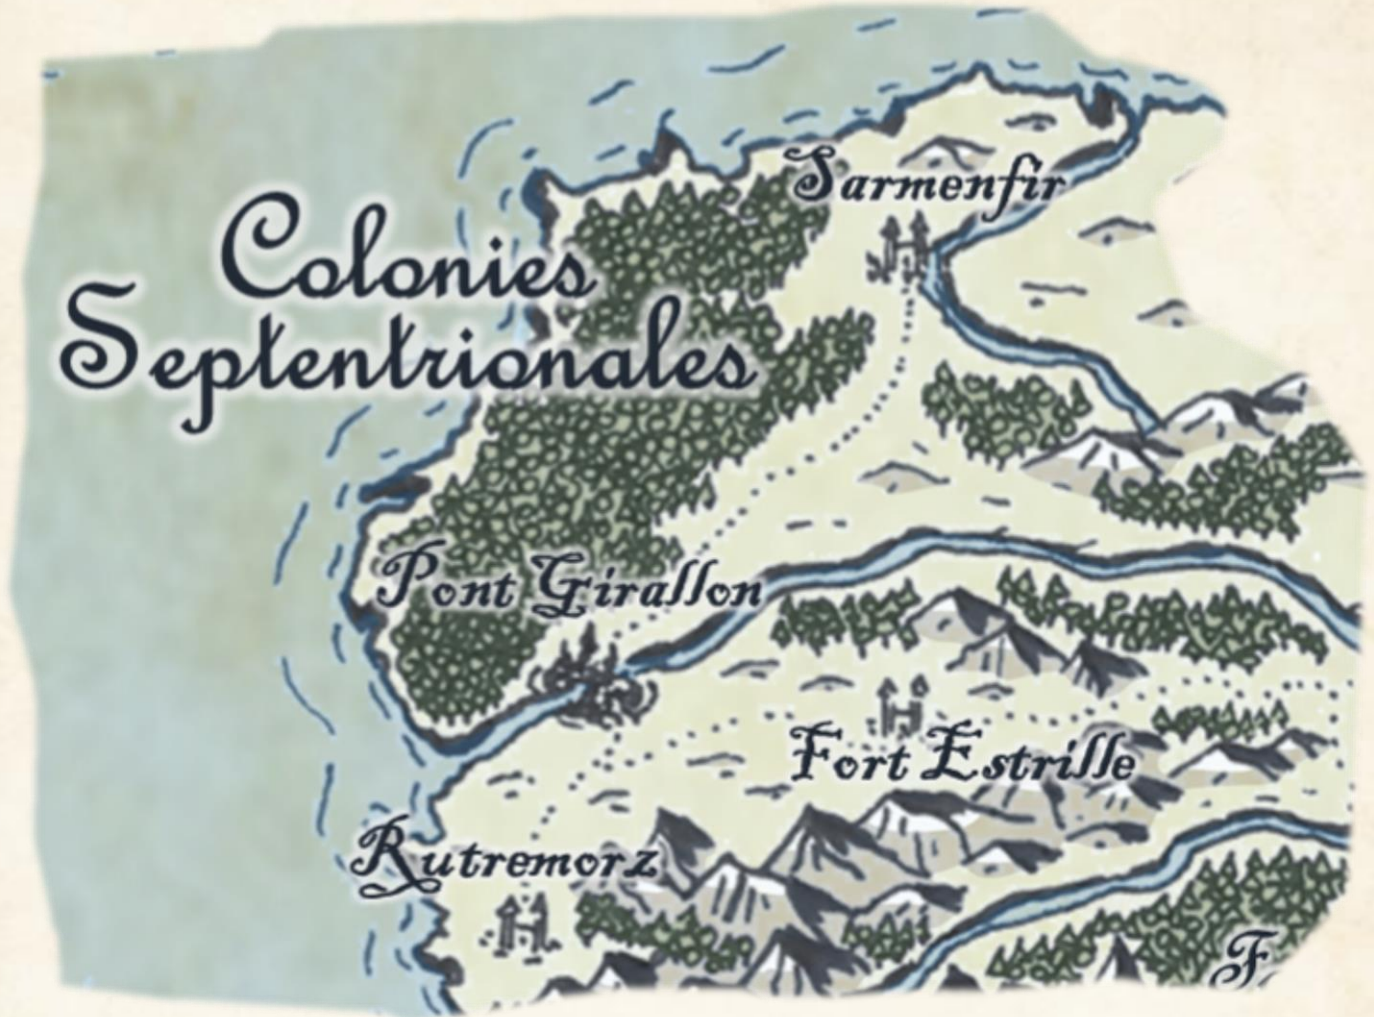 Sarmenfir
Colonies
Septentrionales
Pont Girallon
Fort Estrille
Rutremorz
F